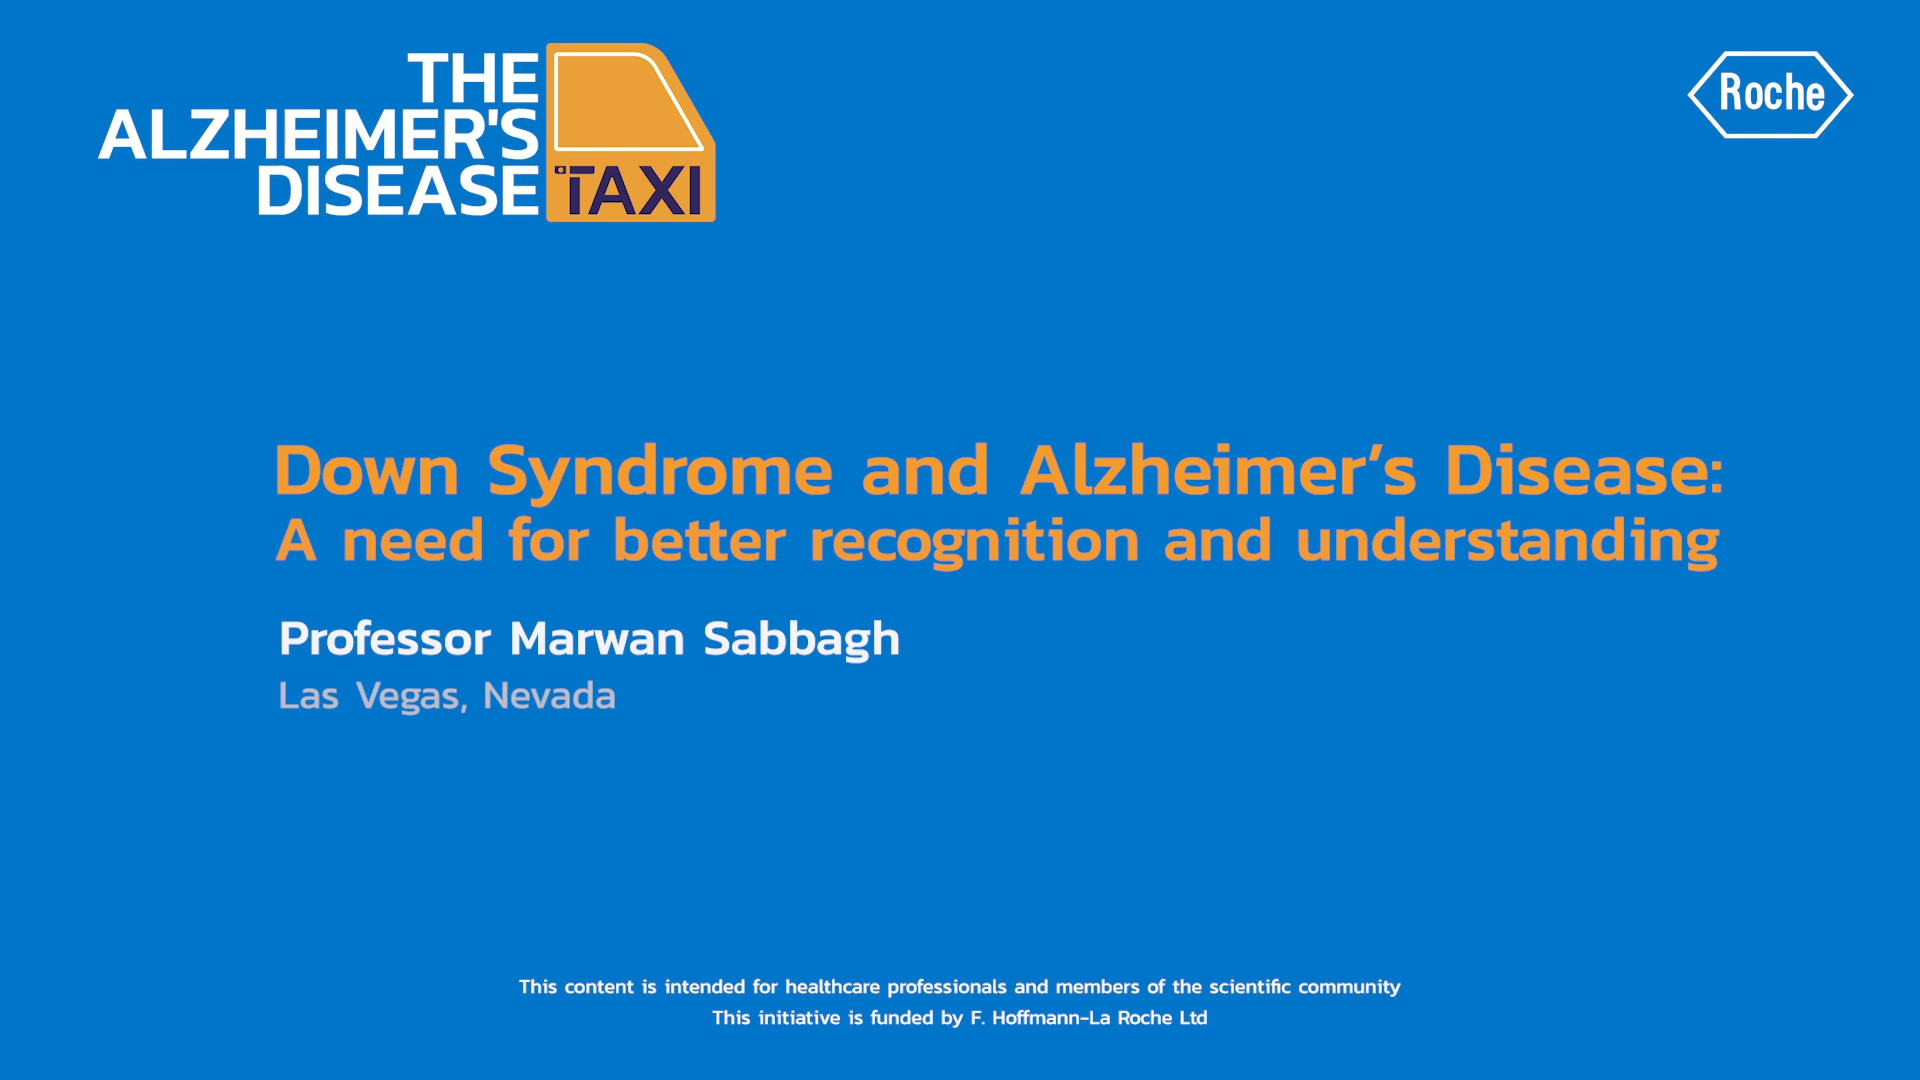 THE
ALZHEIMER'S
DISEASE TAXI
Roche
Down Syndrome and Alzheimer’s Disease:
A need for better recognition and understanding
Professor Marwan Sabbagh
Las Vegas, Nevada
This content is intended for healthcare professionals and members of the scientific community
This initiative is funded by F. Hoffmann-La Roche Ltd